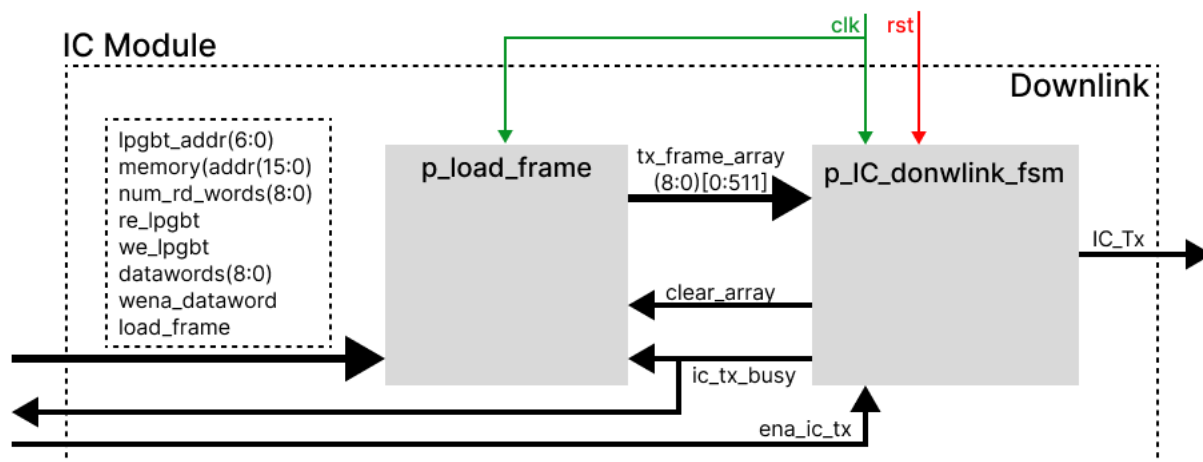 clk
rst
IC Module
Downlink
lpgbt_addr(6:0)
memory(addr(15:0)
num_rd_words(8:0)
re_lpgbt
we_lpgbt
datawords(8:0)
wena_dataword
load_frame
p_load_frame
tx_frame_array
(8:0)[0:511]
p_IC_donwlink_fsm
IC_Tx
clear_array
ic_tx_busy
ena_ic_tx